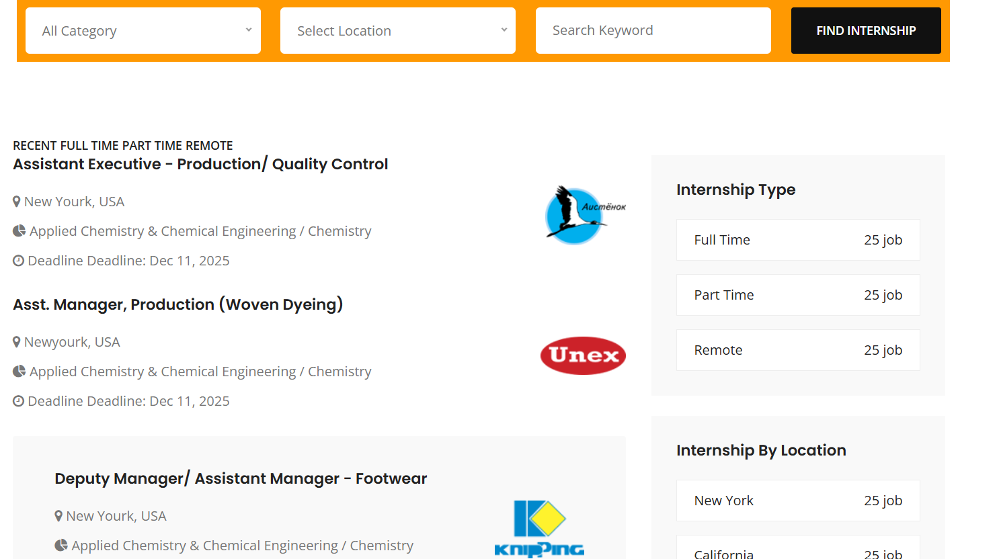 All Category
Select Location
Search Keyword
FIND INTERNSHIP
RECENT FULL TIME PART TIME REMOTE
Assistant Executive - Production/ Quality Control
New Yourk, USA
Applied Chemistry & Chemical Engineering / Chemistry
Deadline Deadline: Dec 11, 2025
Аистёнок
Asst. Manager, Production (Woven Dyeing)
Newyourk, USA
Applied Chemistry & Chemical Engineering / Chemistry
Deadline Deadline: Dec 11, 2025
Unex
Deputy Manager/ Assistant Manager - Footwear
New Yourk, USA
Applied Chemistry & Chemical Engineering / Chemistry
KNIPPING
Internship Type
Full Time 25 job
Part Time 25 job
Remote 25 job
Internship By Location
New York 25 job
California 25 job